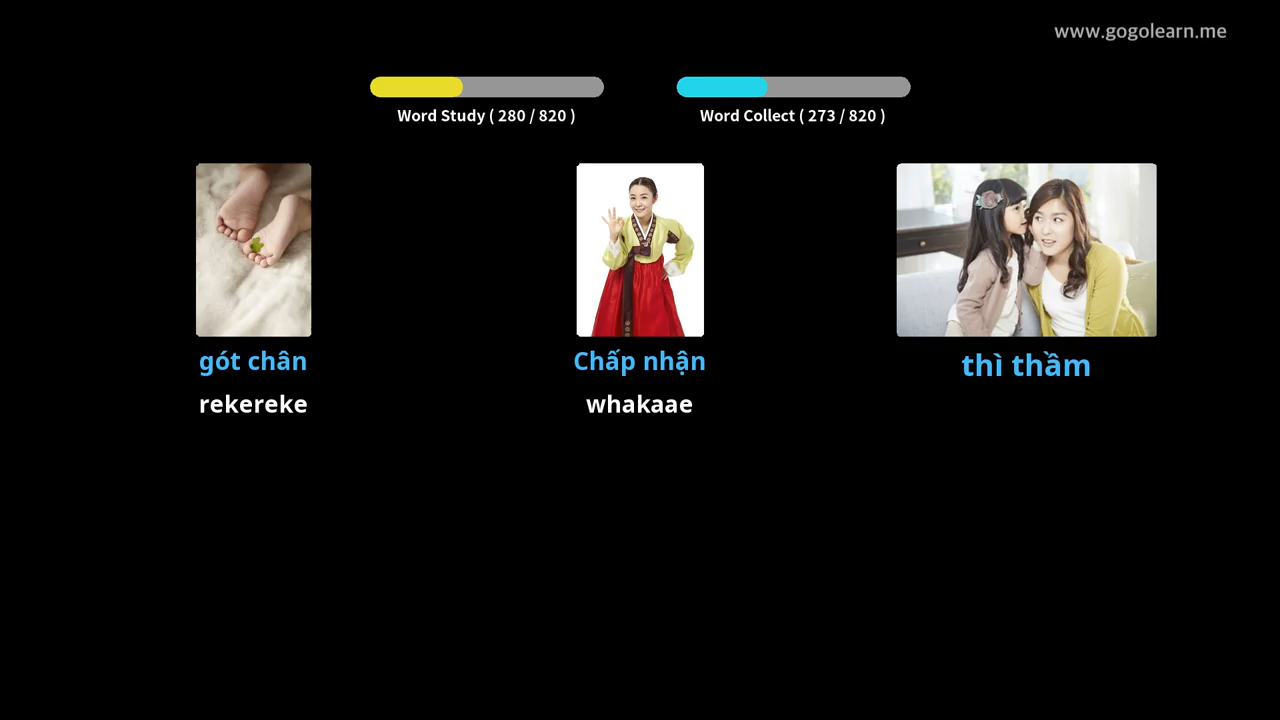 www.gogolearn.me
Word Study ( 280 / 820 )
Word Collect ( 273 / 820 )
gót chân
Chấp nhận
thì thầm
rekereke
whakaae